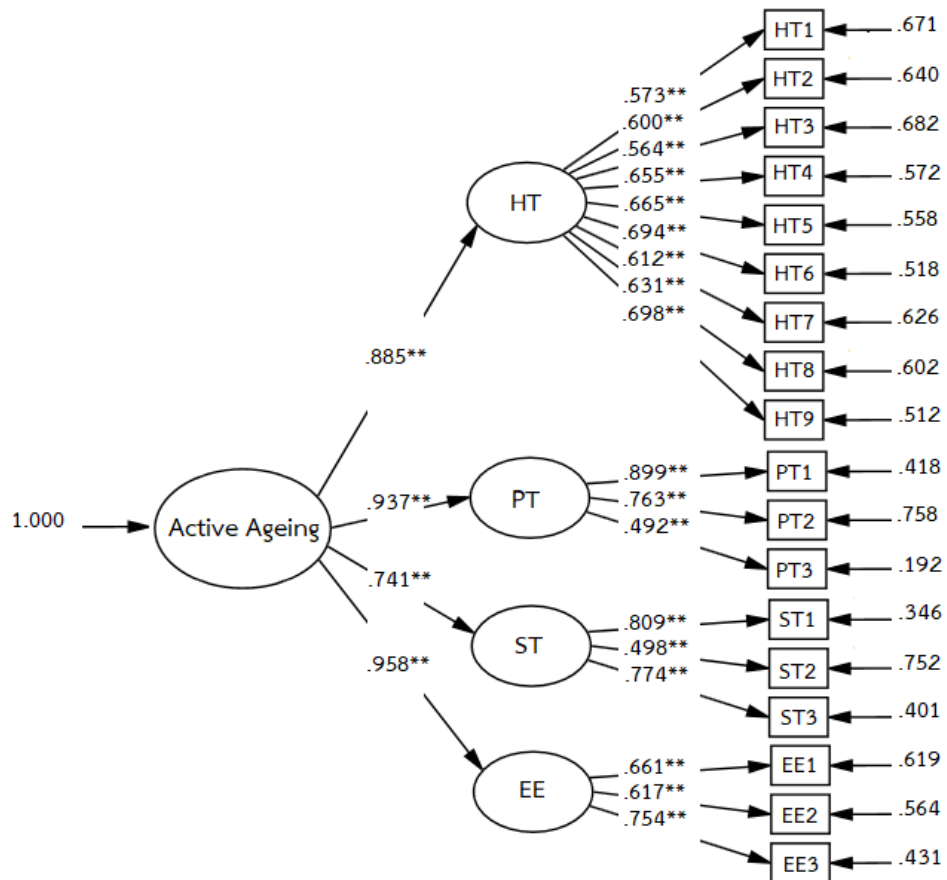 HT1
.671
HT2
.640
HT3
.682
HT4
.572
HT5
.558
HT6
.518
HT7
.626
HT8
.602
HT9
.512
.573**
.600**
.564**
.655**
.665**
.694**
.612**
.631**
.698**
HT
.885**
1.000
Active Ageing
.937**
.741**
.958**
PT
.899**
.763**
.492**
PT1
.418
PT2
.758
PT3
.192
ST
.809**
.498**
.774**
ST1
.346
ST2
.752
ST3
.401
EE
.661**
.617**
.754**
EE1
.619
EE2
.564
EE3
.431